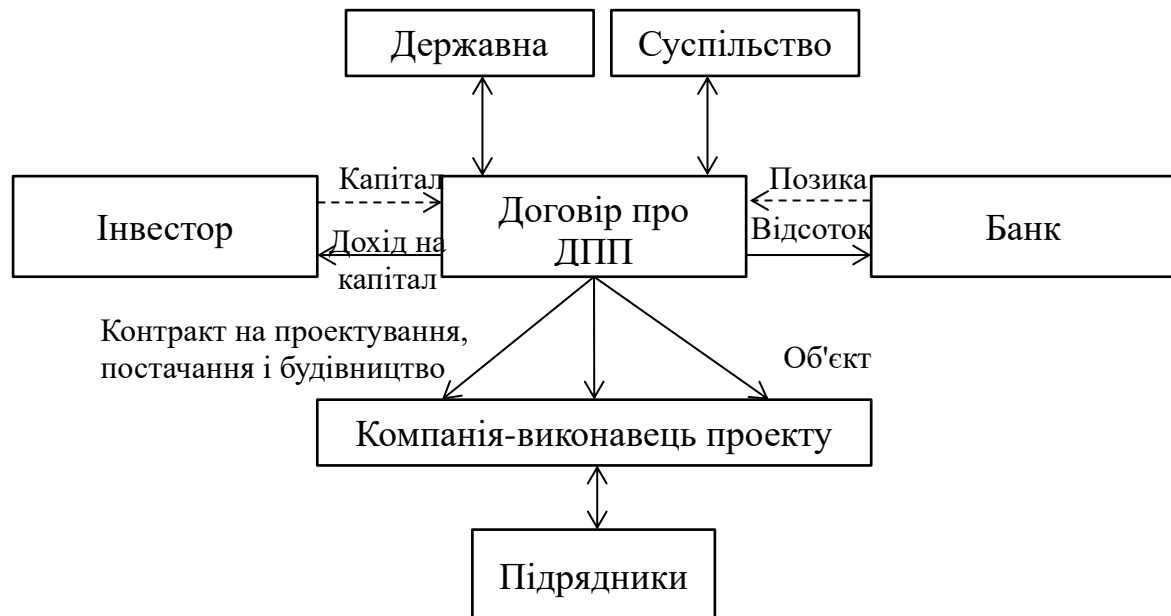 Державна
Суспільство
Капітал
Позика
Інвестор
Договір про
ДПП
Банк
Дохід на
капітал
Відсоток
Контракт на проектування,
постачання і будівництво
Об'єкт
Компанія-виконавець проекту
Підрядники